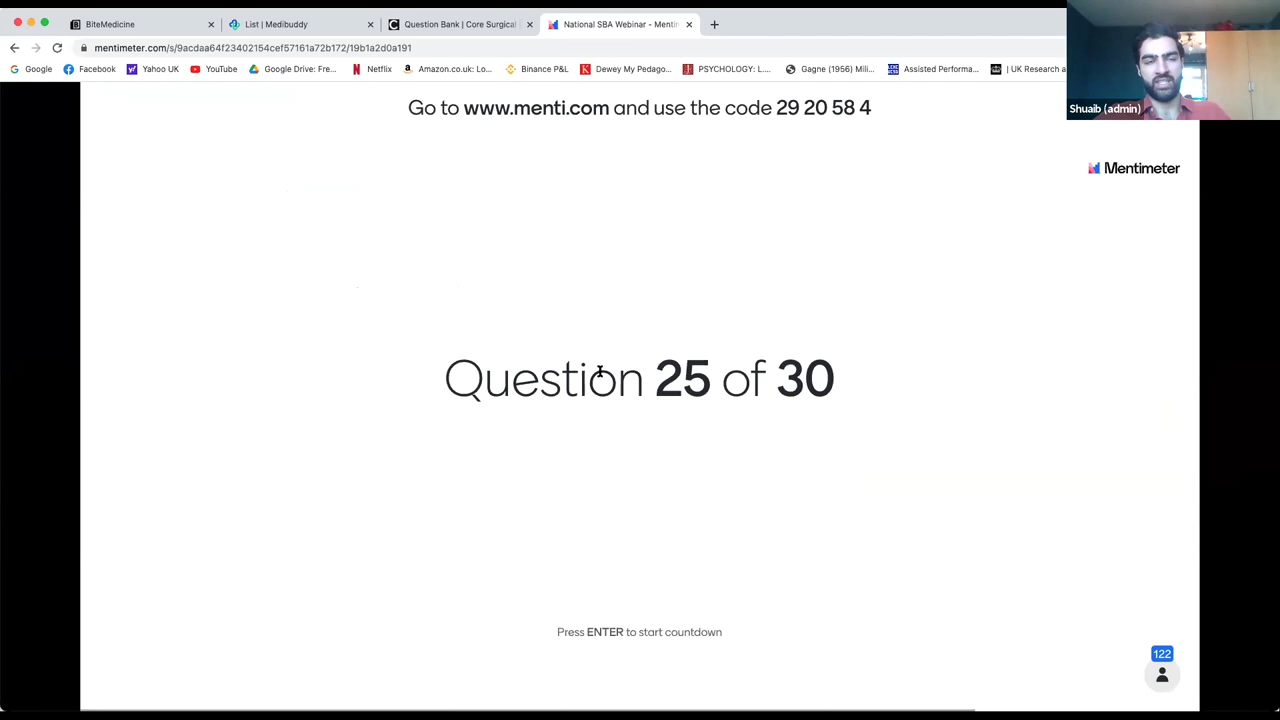 BiteMedicine
List | Medibuddy
Question Bank | Core Surgical
National SBA Webinar - Mentin
mentimeter.com/s/9acdaa64f23402154cef57161a72b172/19b1a2d0a191
Google
Facebook
Yahoo UK
YouTube
Google Drive: Fre...
Netflix
Amazon.co.uk: Lo...
Binance P&L
Dewey My Pedago...
PSYCHOLOGY: L....
Gagne (1956) Mili...
Assisted Performa...
| UK Research a
Shuaib (admin)
Go to www.menti.com and use the code 29 20 58 4
Mentimeter
Question 25 of 30
Press ENTER to start countdown
122